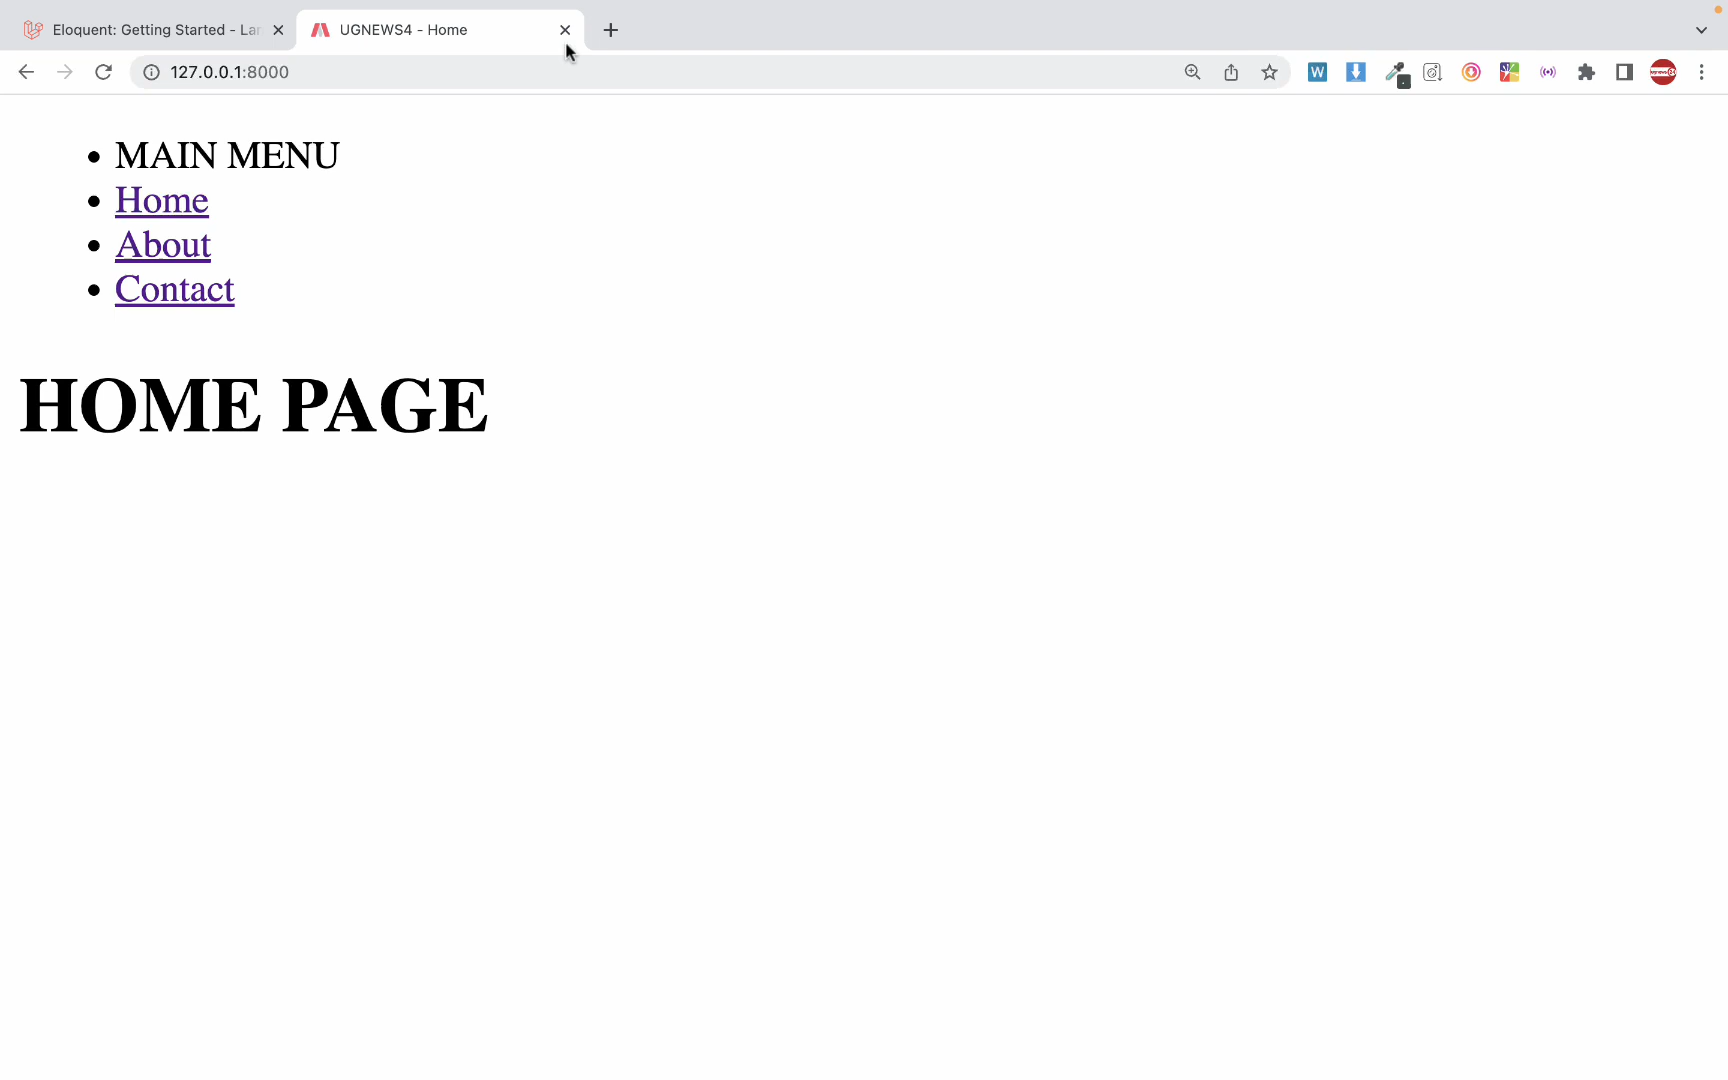 Eloquent: Getting Started - Lar
UGNEWS4 - Home
127.0.0.1:8000
W
MAIN MENU
Home
About
Contact
HOME PAGE